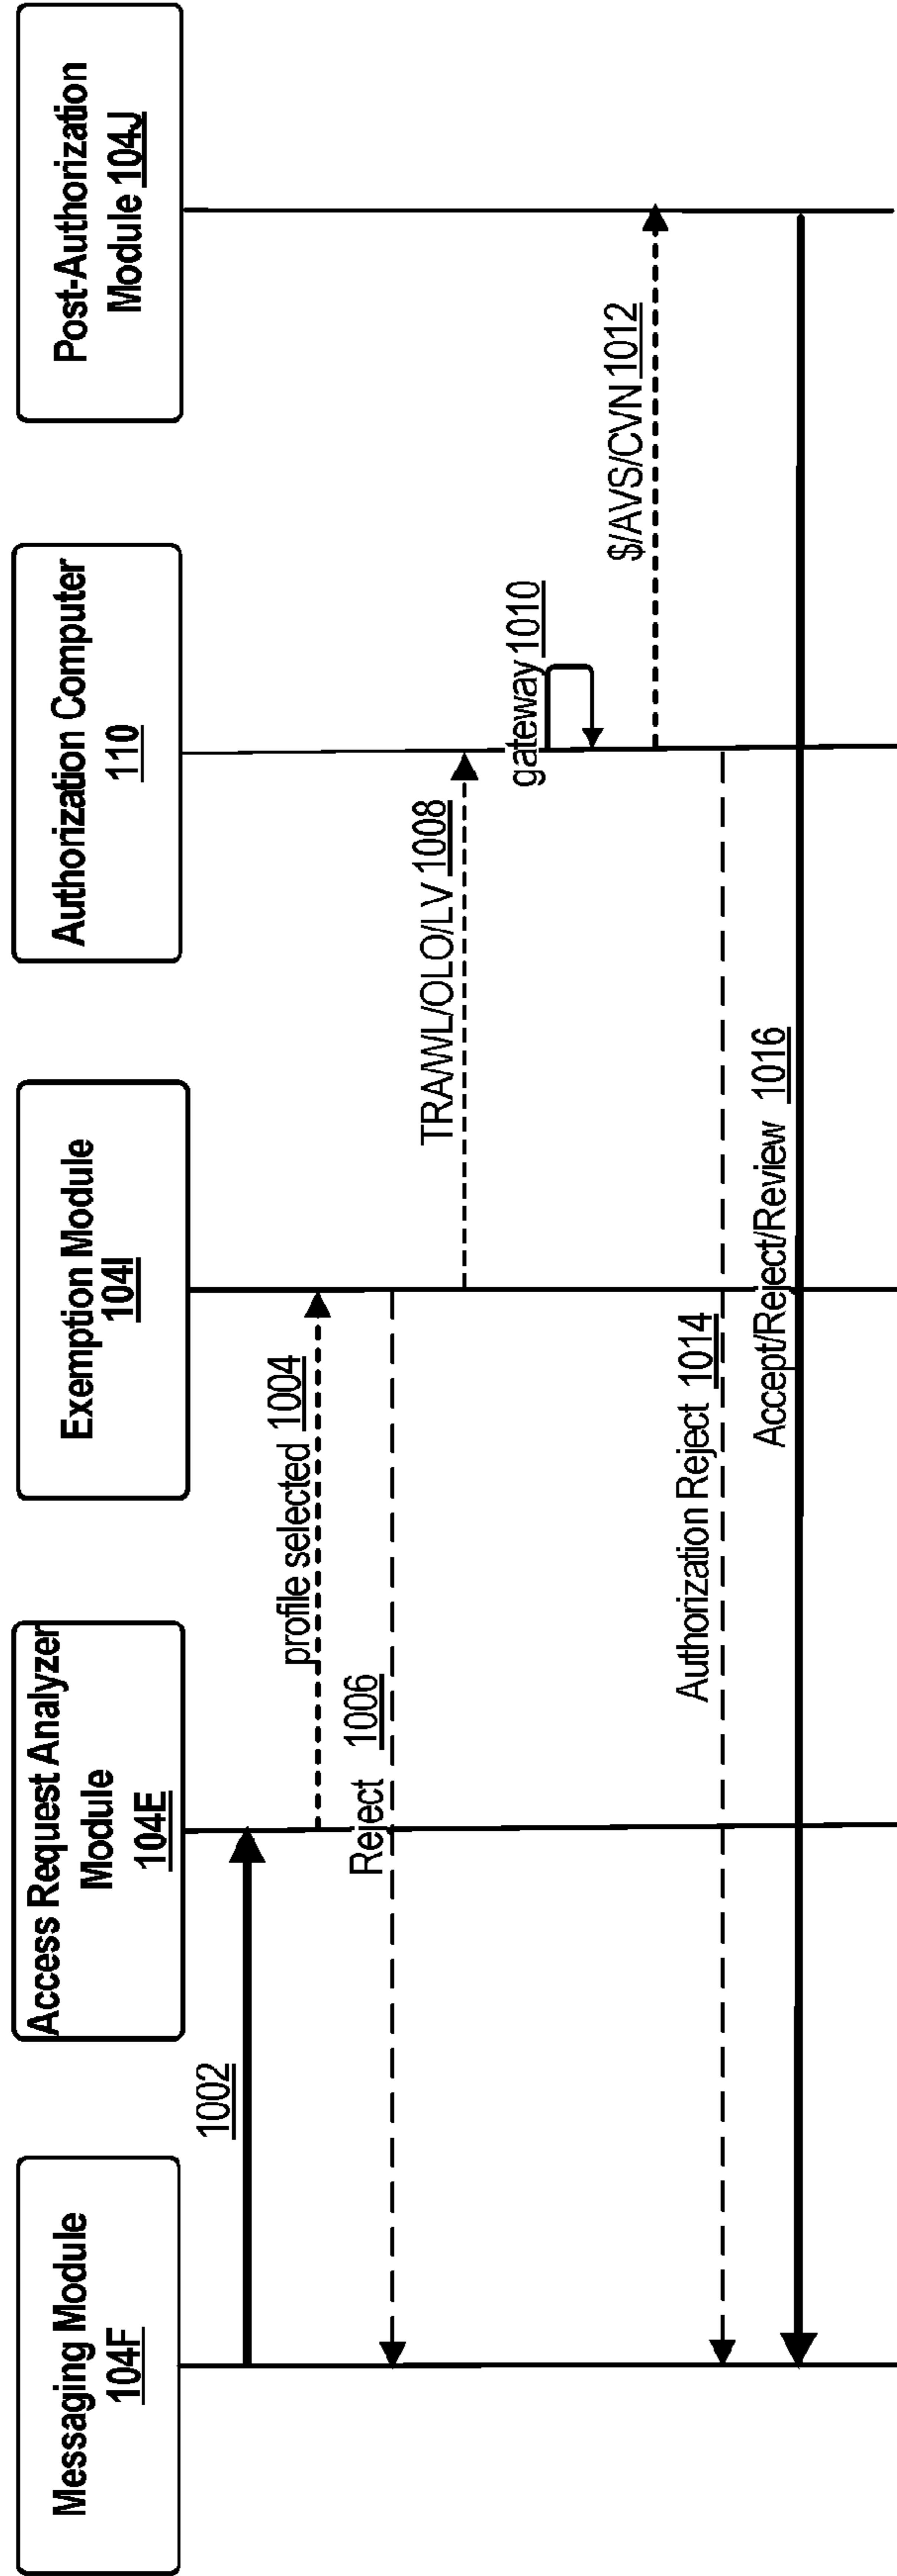 Messaging Module
104F
Access Request Analyzer
Module
104E
Exemption Module
104I
Authorization Computer
110
Post-Authorization
Module 104J
1002
profile selected 1004
Reject 1006
TRA/WL/OLO/LV 1008
gateway 1010
$/AVS/CVN 1012
Authorization Reject 1014
Accept/Reject/Review 1016